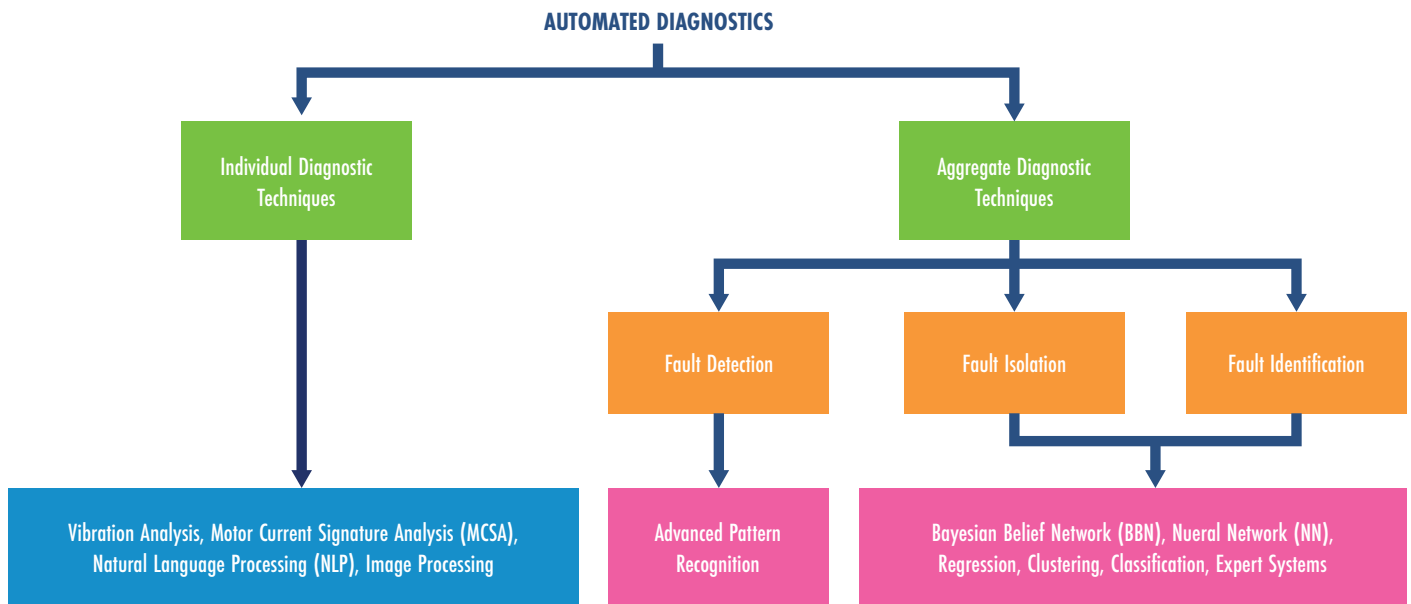 AUTOMATED DIAGNOSTICS
Individual Diagnostic
Techniques
Aggregate Diagnostic
Techniques
Fault Detection
Fault Isolation
Fault Identification
Vibration Analysis, Motor Current Signature Analysis (MCSA),
Natural Language Processing (NLP), Image Processing
Advanced Pattern
Recognition
Bayesian Belief Network (BBN), Nueral Network (NN),
Regression, Clustering, Classification, Expert Systems